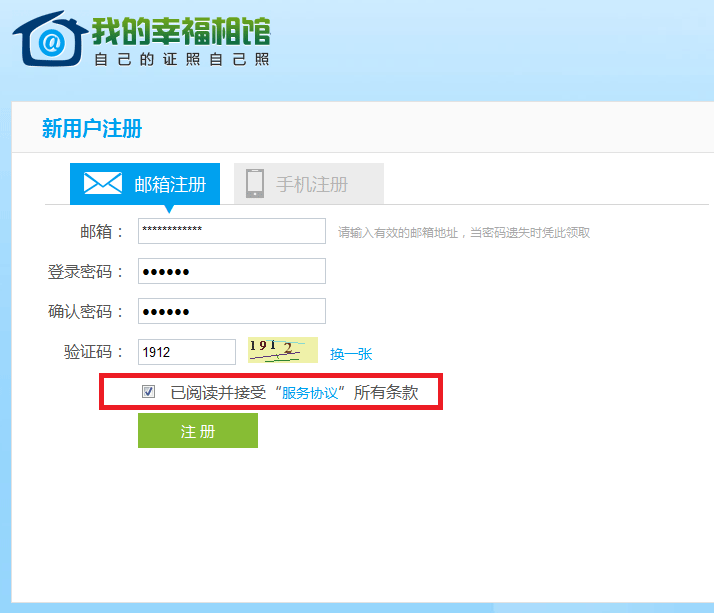 我的幸福相馆
自己的证照自己照
新用户注册
邮箱注册 手机注册
邮箱： ************ 请输入有效的邮箱地址，当密码遗失时凭此领取
登录密码： ●●●●●●
确认密码： ●●●●●●
验证码： 1912 1912 换一张
已阅读并接受“服务协议”所有条款
注 册